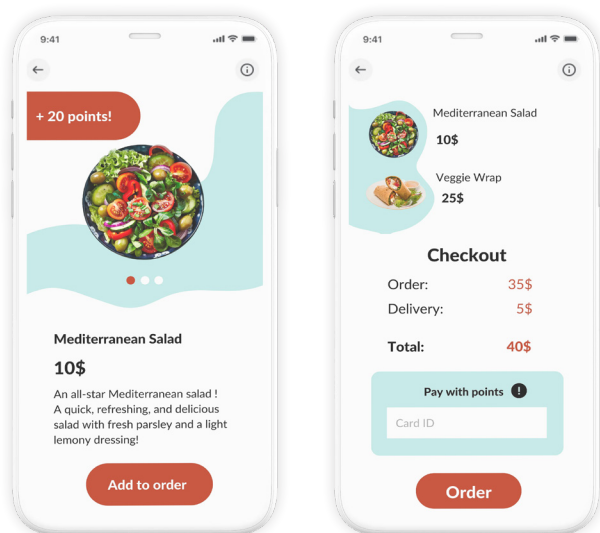 9:41
+ 20 points!
Mediterranean Salad
10$
An all-star Mediterranean salad !
A quick, refreshing, and delicious
salad with fresh parsley and a light
lemony dressing!
Add to order
9:41
Mediterranean Salad
10$
Veggie Wrap
25$
Checkout
Order: 35$
Delivery: 5$
Total: 40$
Pay with points !
Card ID
Order